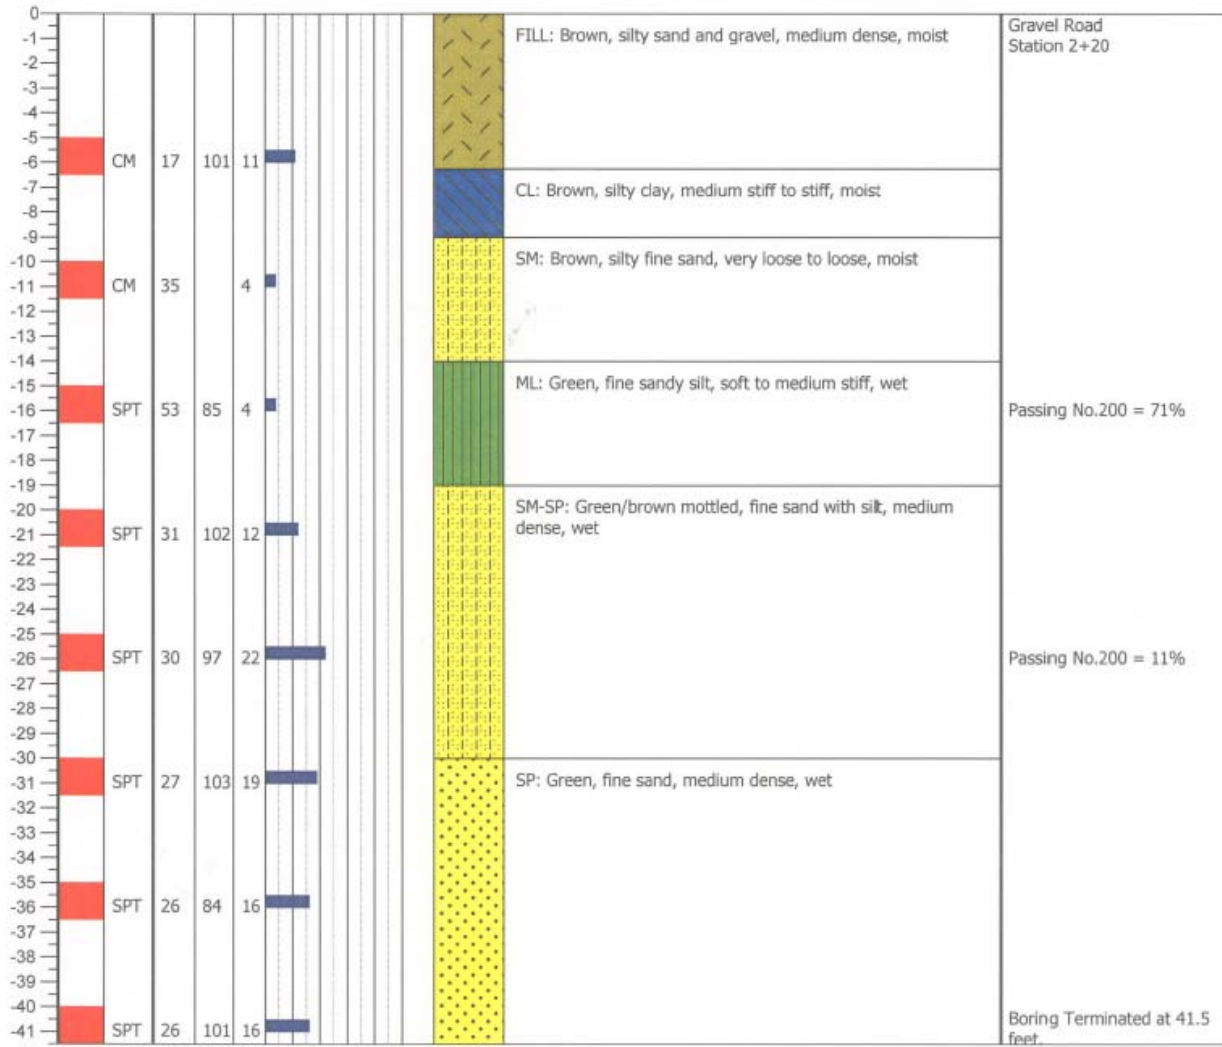 0
-1
-2
-3
-4
-5
-6
-7
-8
-9
-10
-11
-12
-13
-14
-15
-16
-17
-18
-19
-20
-21
-22
-23
-24
-25
-26
-27
-28
-29
-30
-31
-32
-33
-34
-35
-36
-37
-38
-39
-40
-41
CM 17 101 11
CM 35 4
SPT 53 85 4
SPT 31 102 12
SPT 30 97 22
SPT 27 103 19
SPT 26 84 16
SPT 26 101 16
FILL: Brown, silty sand and gravel, medium dense, moist
CL: Brown, silty clay, medium stiff to stiff, moist
SM: Brown, silty fine sand, very loose to loose, moist
ML: Green, fine sandy silt, soft to medium stiff, wet
SM-SP: Green/brown mottled, fine sand with silt, medium
dense, wet
SP: Green, fine sand, medium dense, wet
Gravel Road
Station 2+20
Passing No.200 = 71%
Passing No.200 = 11%
Boring Terminated at 41.5
feet.